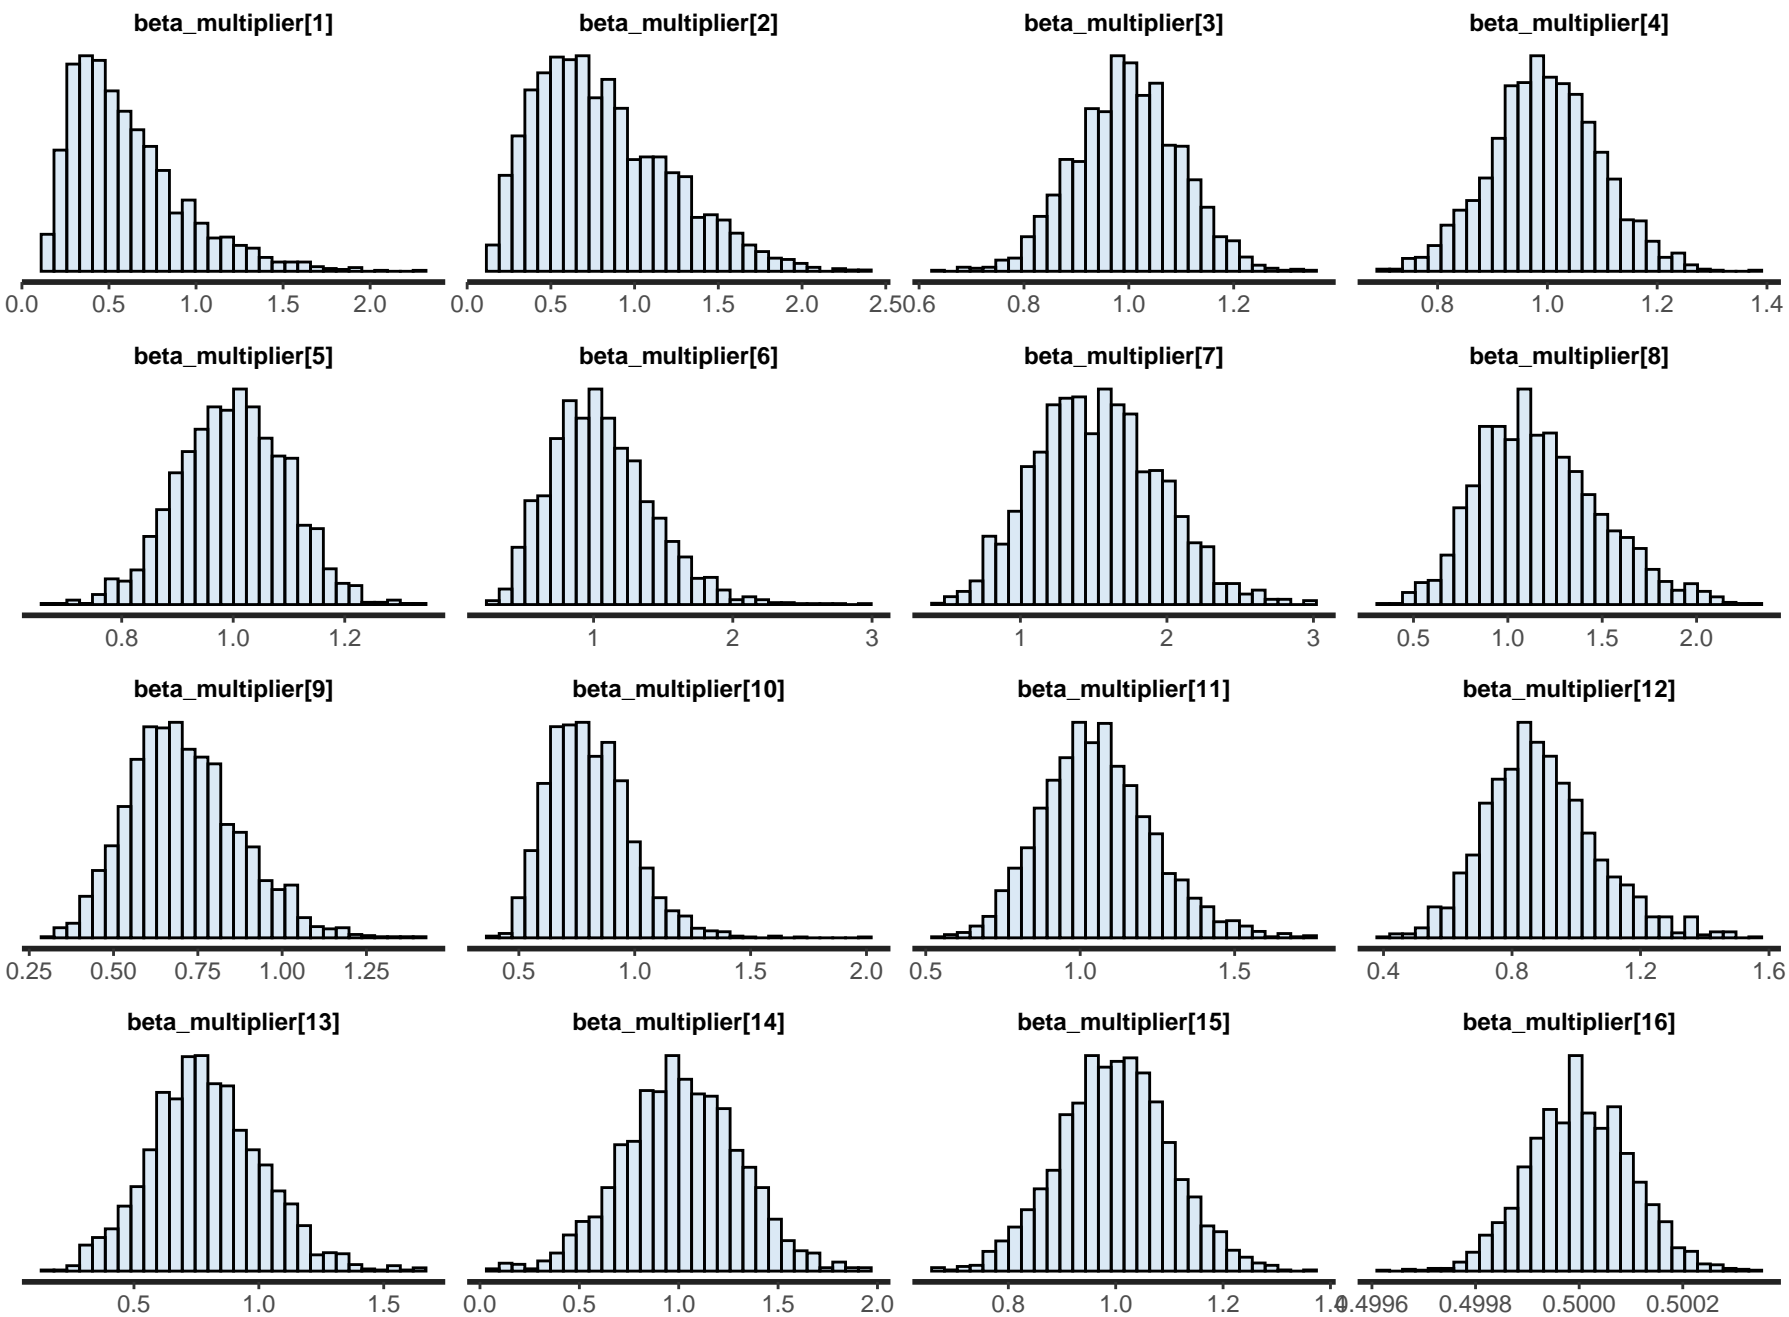 beta_multiplier[1] beta_multiplier[2] beta_multiplier[3] beta_multiplier[4]
0.0 0.5 1.0 1.5 2.0 0.0 0.5 1.0 1.5 2.0 2.5 0.6 0.8 1.0 1.2 0.8 1.0 1.2 1.4
beta_multiplier[5] beta_multiplier[6] beta_multiplier[7] beta_multiplier[8]
0.8 1.0 1.2 1 2 3 1 2 3 0.5 1.0 1.5 2.0
beta_multiplier[9] beta_multiplier[10] beta_multiplier[11] beta_multiplier[12]
0.25 0.50 0.75 1.00 1.25 0.5 1.0 1.5 2.0 0.5 1.0 1.5 0.4 0.8 1.2 1.6
beta_multiplier[13] beta_multiplier[14] beta_multiplier[15] beta_multiplier[16]
0.5 1.0 1.5 0.0 0.5 1.0 1.5 2.0 0.8 1.0 1.2 1.4 0.4996 0.4998 0.5000 0.5002